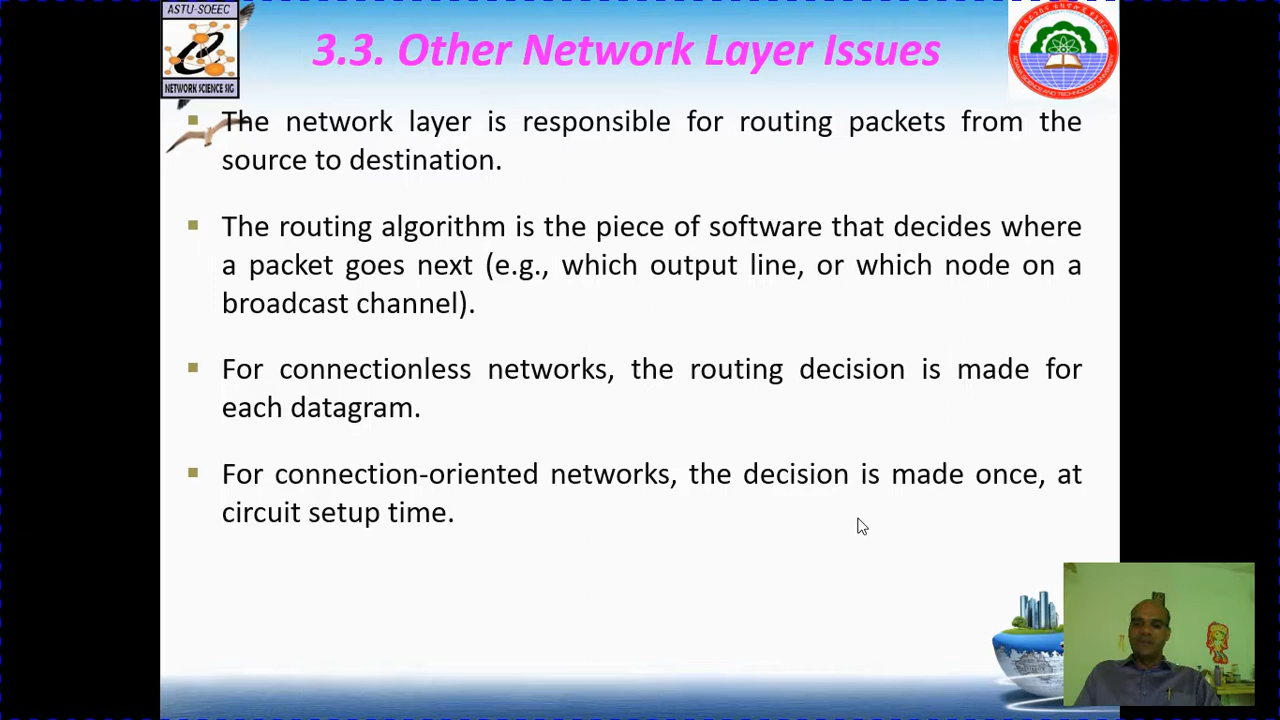 ASTU-SOEEC
NETWORK SCIENCE SIG
3.3. Other Network Layer Issues
The network layer is responsible for routing packets from the
source to destination.
The routing algorithm is the piece of software that decides where
a packet goes next (e.g., which output line, or which node on a
broadcast channel).
For connectionless networks, the routing decision is made for
each datagram.
For connection-oriented networks, the decision is made once, at
circuit setup time.